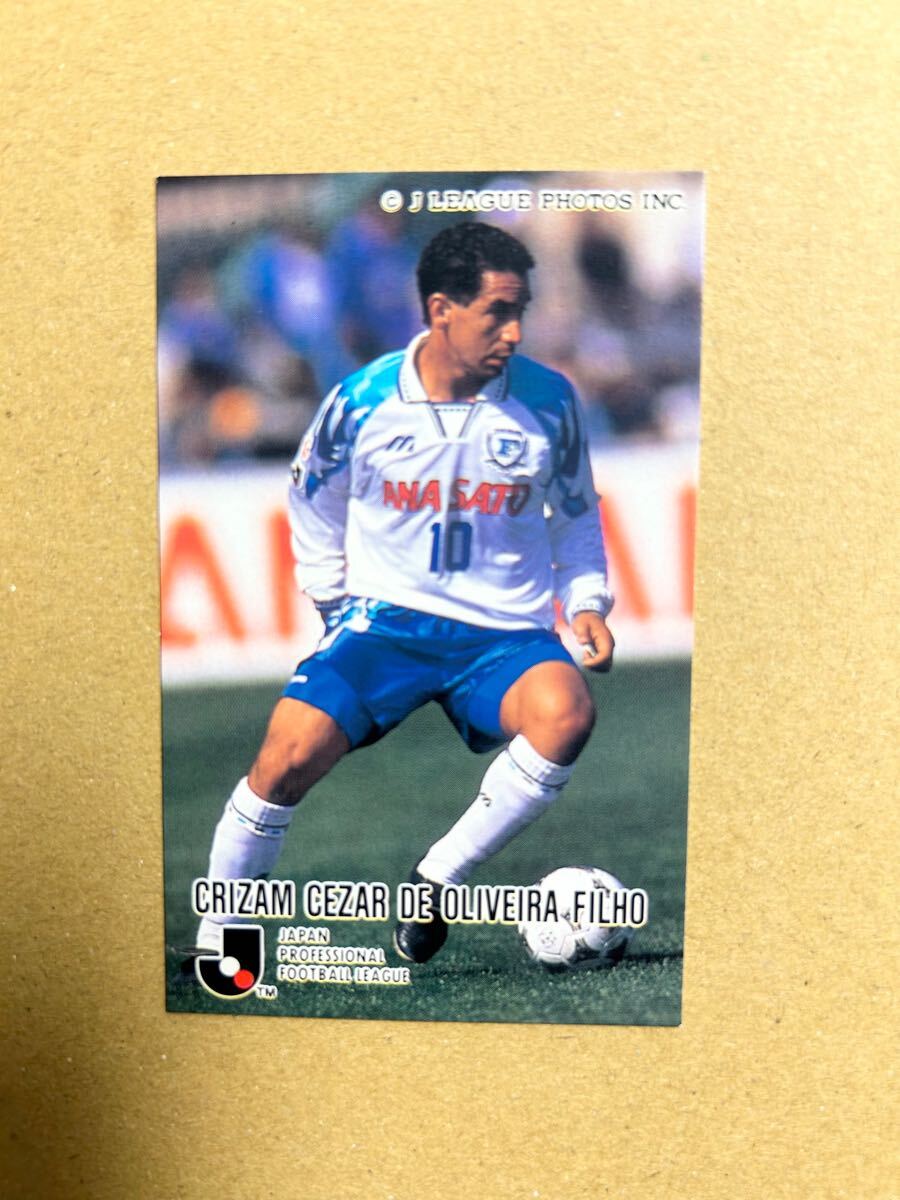 © J LEAGUE PHOTOS INC.
F
ANA SATO
10
CRIZAM CEZAR DE OLIVEIRA FILHO
JAPAN
PROFESSIONAL
FOOTBALL LEAGUE
TM